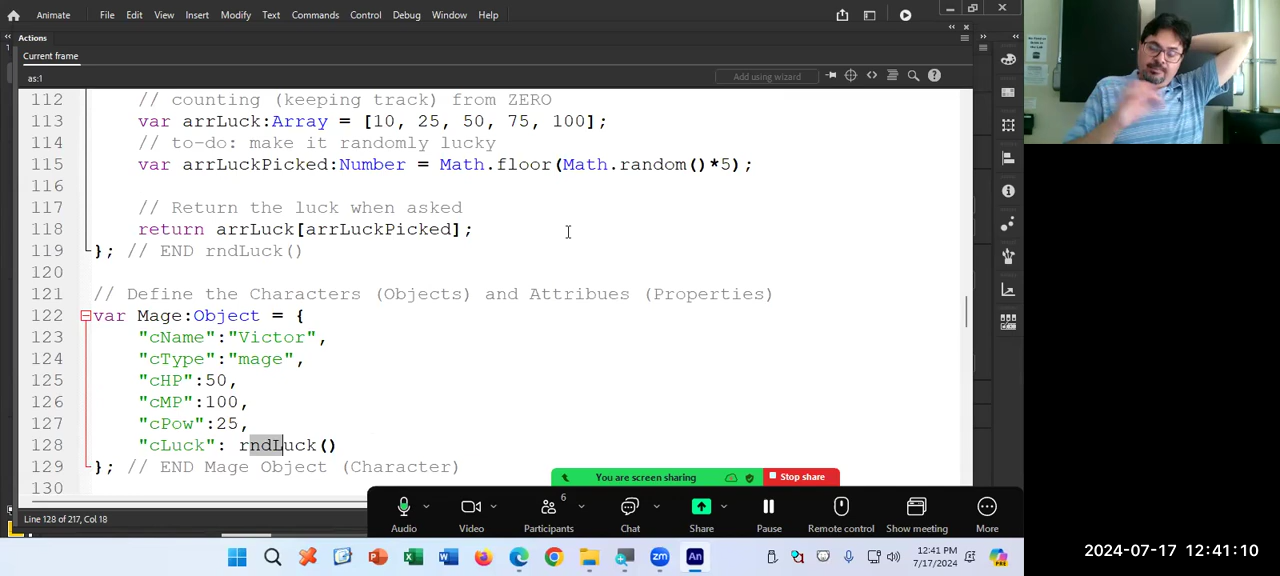 Animate File Edit View Insert Modify Text Commands Control Debug Window Help
Actions
Current frame
as:1
Add using wizard
112 // counting (keeping track) from ZERO
113 var arrLuck:Array = [10, 25, 50, 75, 100];
114 // to-do: make it randomly lucky
115 var arrLuckPicked:Number = Math.floor(Math.random()*5);
116
117 // Return the luck when asked
118 return arrLuck[arrLuckPicked];
119 }; // END rndLuck()
120
121 // Define the Characters (Objects) and Attribues (Properties)
122 var Mage:Object = {
123 "cName":"Victor",
124 "cType":"mage",
125 "cHP":50,
126 "cMP":100,
127 "cPow":25,
128 "cLuck": rndLuck()
129 }; // END Mage Object (Character)
130
You are screen sharing Stop share
6
Audio Video Participants Chat Share Pause Remote control Show meeting More
Line 128 of 217, Col 18
12:41 PM
7/17/2024
2024-07-17 12:41:10